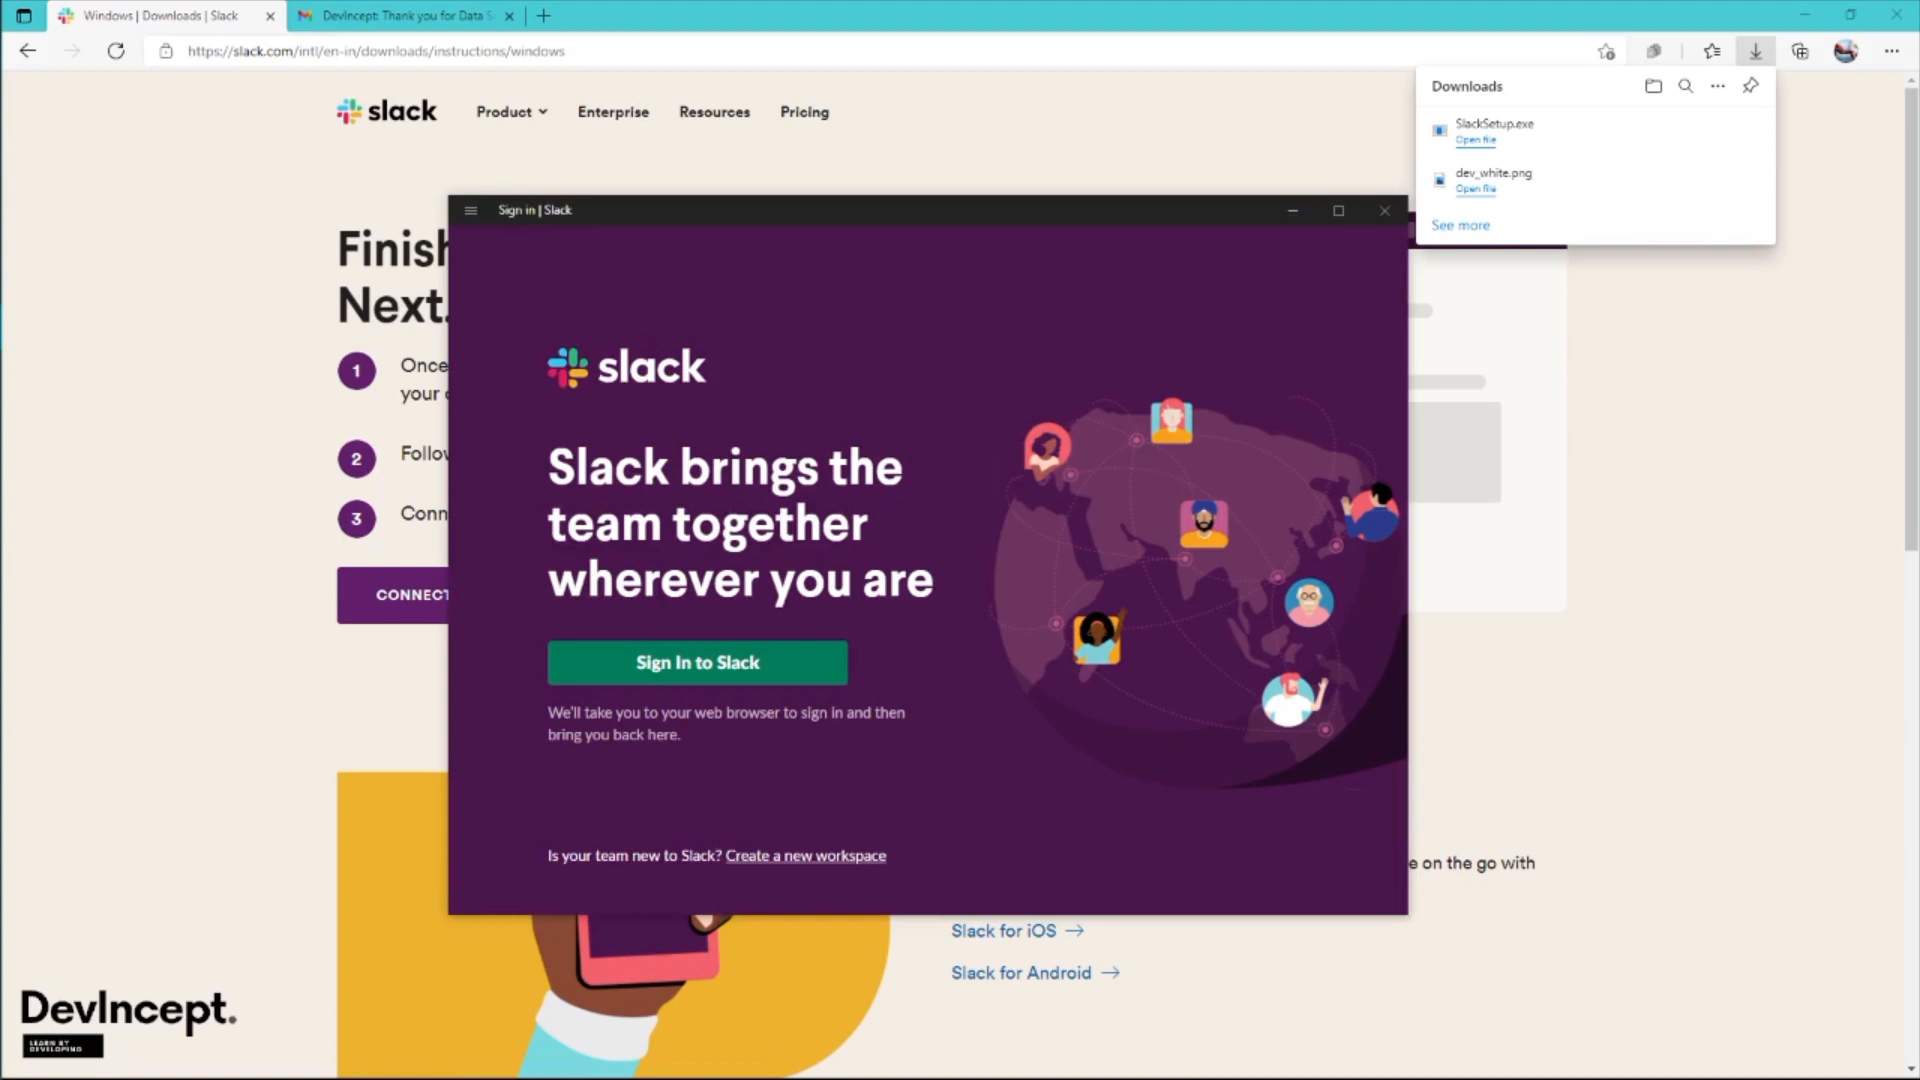 Windows | Downloads | Slack
DevIncept: Thank you for Data S
https://slack.com/intl/en-in/downloads/instructions/windows
slack
Product
Enterprise
Resources
Pricing
Downloads
SlackSetup.exe
Open file
dev_white.png
Open file
See more
Sign in | Slack
Finish
Next.
1
Once
your
2
Follow
3
Conn
CONNECT
slack
Slack brings the
team together
wherever you are
Sign In to Slack
We'll take you to your web browser to sign in and then
bring you back here.
Is your team new to Slack? Create a new workspace
e on the go with
Slack for iOS →
Slack for Android →
DevIncept.
LEARN BY
DEVELOPING